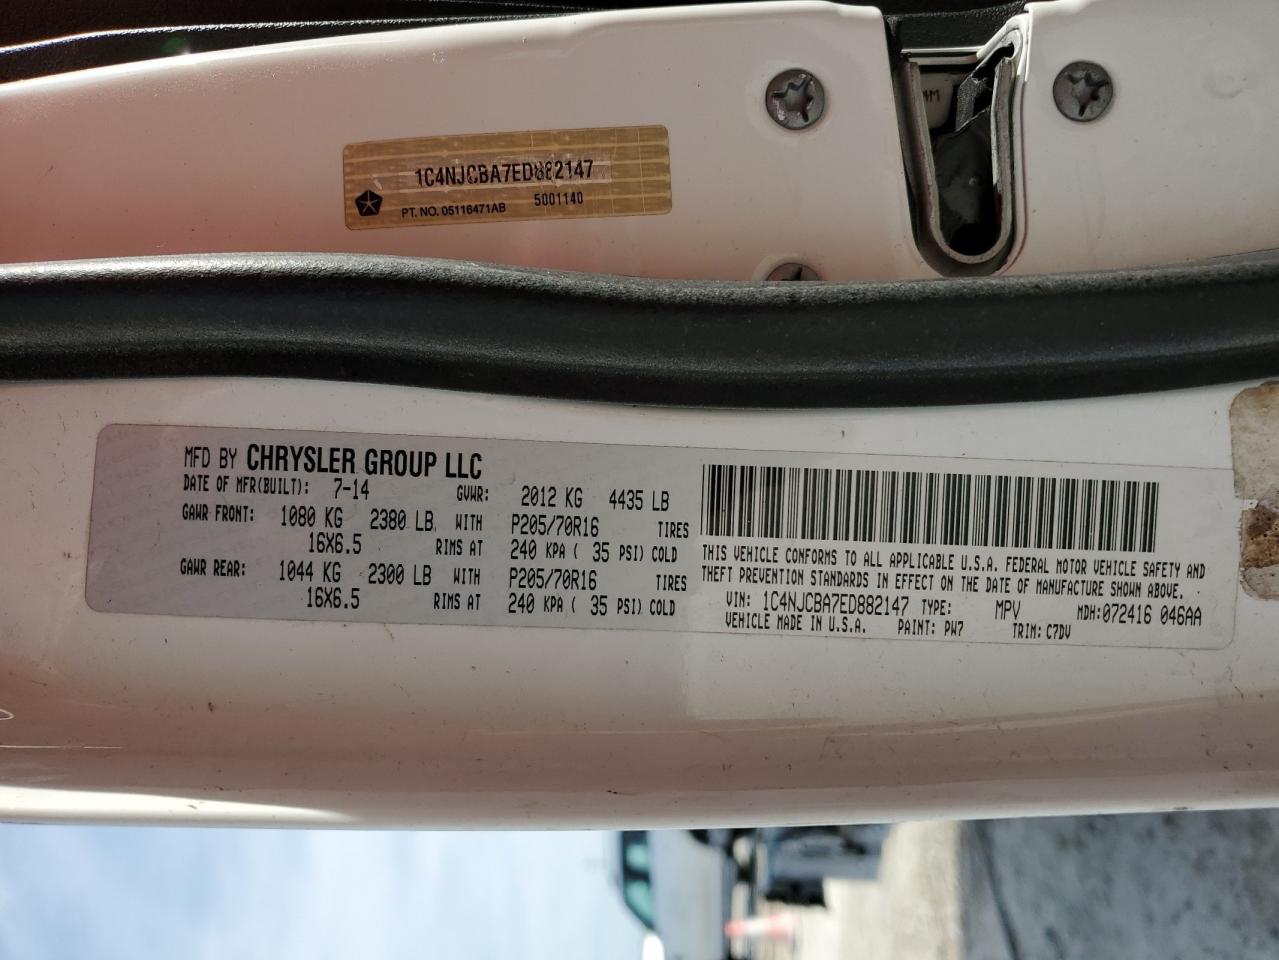 4M
1C4NJCBA7ED882147
PT. NO. 05116471AB 5001140
MFD BY CHRYSLER GROUP LLC
DATE OF MFR(BUILT): 7-14 GVWR: 2012 KG 4435 LB
GAWR FRONT: 1080 KG 2380 LB WITH P205/70R16 TIRES
16X6.5 RIMS AT 240 KPA ( 35 PSI) COLD
GAWR REAR: 1044 KG 2300 LB WITH P205/70R16 TIRES
16X6.5 RIMS AT 240 KPA ( 35 PSI) COLD
THIS VEHICLE CONFORMS TO ALL APPLICABLE U.S.A. FEDERAL MOTOR VEHICLE SAFETY AND
THEFT PREVENTION STANDARDS IN EFFECT ON THE DATE OF MANUFACTURE SHOWN ABOVE.
VIN: 1C4NJCBA7ED882147 TYPE: MPV MDH:072416 046AA
VEHICLE MADE IN U.S.A. PAINT: PW7 TRIM: C7DV